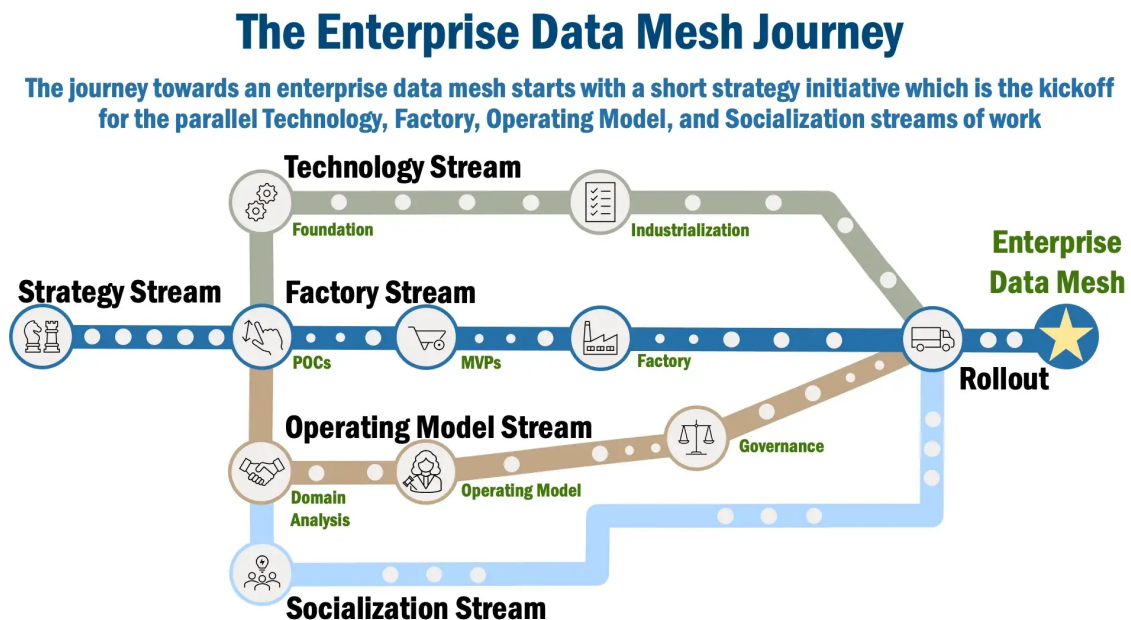 The Enterprise Data Mesh Journey
The journey towards an enterprise data mesh starts with a short strategy initiative which is the kickoff
for the parallel Technology, Factory, Operating Model, and Socialization streams of work
Technology Stream
Foundation
Industrialization
Enterprise
Data Mesh
Strategy Stream
Factory Stream
POCs
MVPs
Factory
Rollout
Operating Model Stream
Governance
Domain
Analysis
Operating Model
Socialization Stream